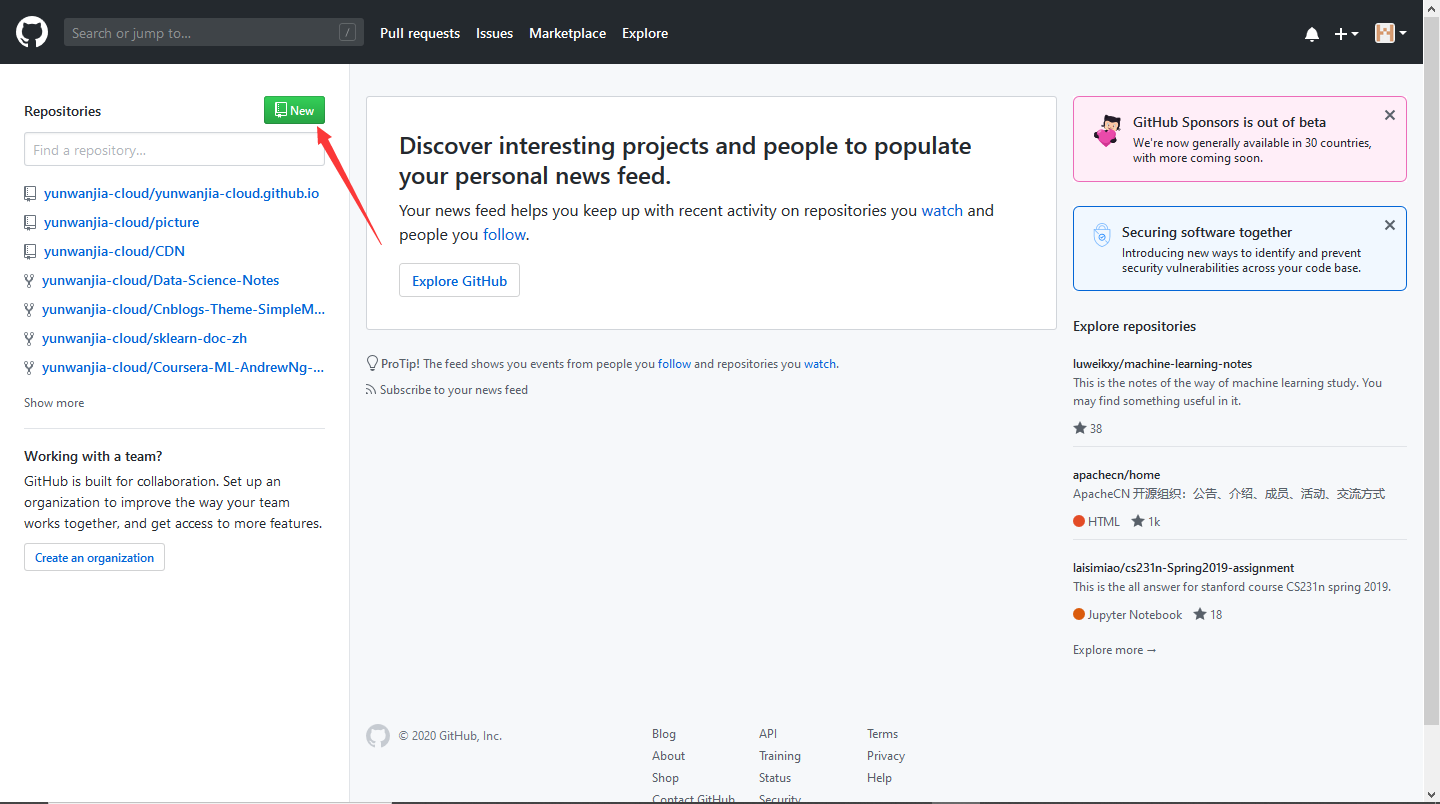 Search or jump to...
/
Pull requests
Issues
Marketplace
Explore
Repositories
New
Find a repository...
yunwanjia-cloud/yunwanjia-cloud.github.io
yunwanjia-cloud/picture
yunwanjia-cloud/CDN
yunwanjia-cloud/Data-Science-Notes
yunwanjia-cloud/Cnblogs-Theme-SimpleM...
yunwanjia-cloud/sklearn-doc-zh
yunwanjia-cloud/Coursera-ML-AndrewNg-...
Show more
Working with a team?
GitHub is built for collaboration. Set up an
organization to improve the way your team
works together, and get access to more features.
Create an organization
Discover interesting projects and people to populate
your personal news feed.
Your news feed helps you keep up with recent activity on repositories you watch and
people you follow.
Explore GitHub
ProTip! The feed shows you events from people you follow and repositories you watch.
Subscribe to your news feed
GitHub Sponsors is out of beta
We're now generally available in 30 countries,
with more coming soon.
Securing software together
Introducing new ways to identify and prevent
security vulnerabilities across your code base.
Explore repositories
luweikxy/machine-learning-notes
This is the notes of the way of machine learning study. You
may find something useful in it.
38
apachecn/home
ApacheCN 开源组织：公告、介绍、成员、活动、交流方式
HTML 1k
laisimiao/cs231n-Spring2019-assignment
This is the all answer for stanford course CS231n spring 2019.
Jupyter Notebook 18
Explore more →
© 2020 GitHub, Inc.
Blog
About
Shop
Contact GitHub
API
Training
Status
Security
Terms
Privacy
Help